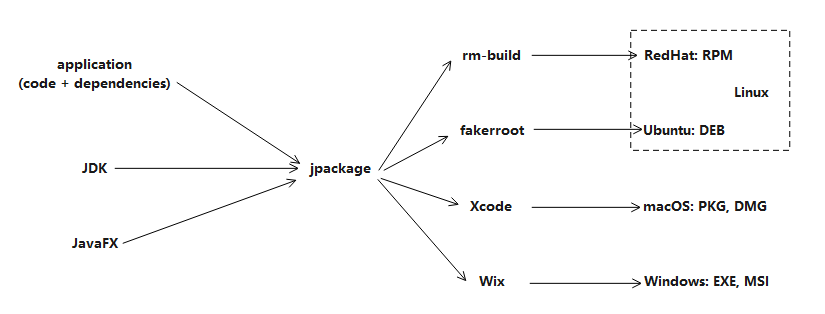 application
(code + dependencies)
JDK
JavaFX
jpackage
rm-build
fakerroot
Xcode
Wix
RedHat: RPM
Linux
Ubuntu: DEB
macOS: PKG, DMG
Windows: EXE, MSI